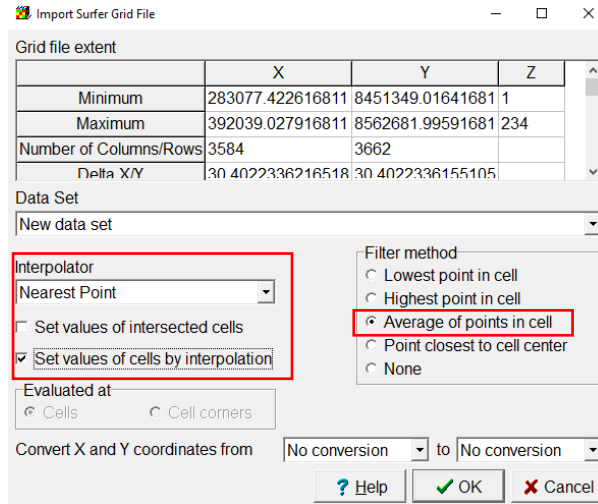 Import Surfer Grid File
Grid file extent
X Y Z
Minimum 283077.422616811 8451349.01641681 1
Maximum 392039.027916811 8562681.99591681 234
Number of Columns/Rows 3584 3662
Delta X/Y 30.4022336216518 30.4022336155105
Data Set
New data set
Interpolator
Nearest Point
Set values of intersected cells
Set values of cells by interpolation
Filter method
Lowest point in cell
Highest point in cell
Average of points in cell
Point closest to cell center
None
Evaluated at
Cells Cell corners
Convert X and Y coordinates from No conversion to No conversion
? Help OK Cancel